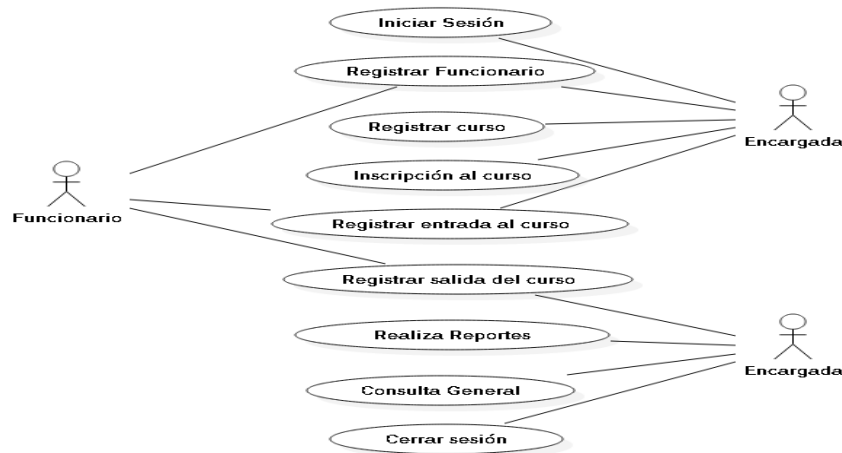 Iniciar Sesión
Registrar Funcionario
Registrar curso
Encargada
Inscripción al curso
Funcionario
Registrar entrada al curso
Registrar salida del curso
Realiza Reportes
Encargada
Consulta General
Cerrar sesión